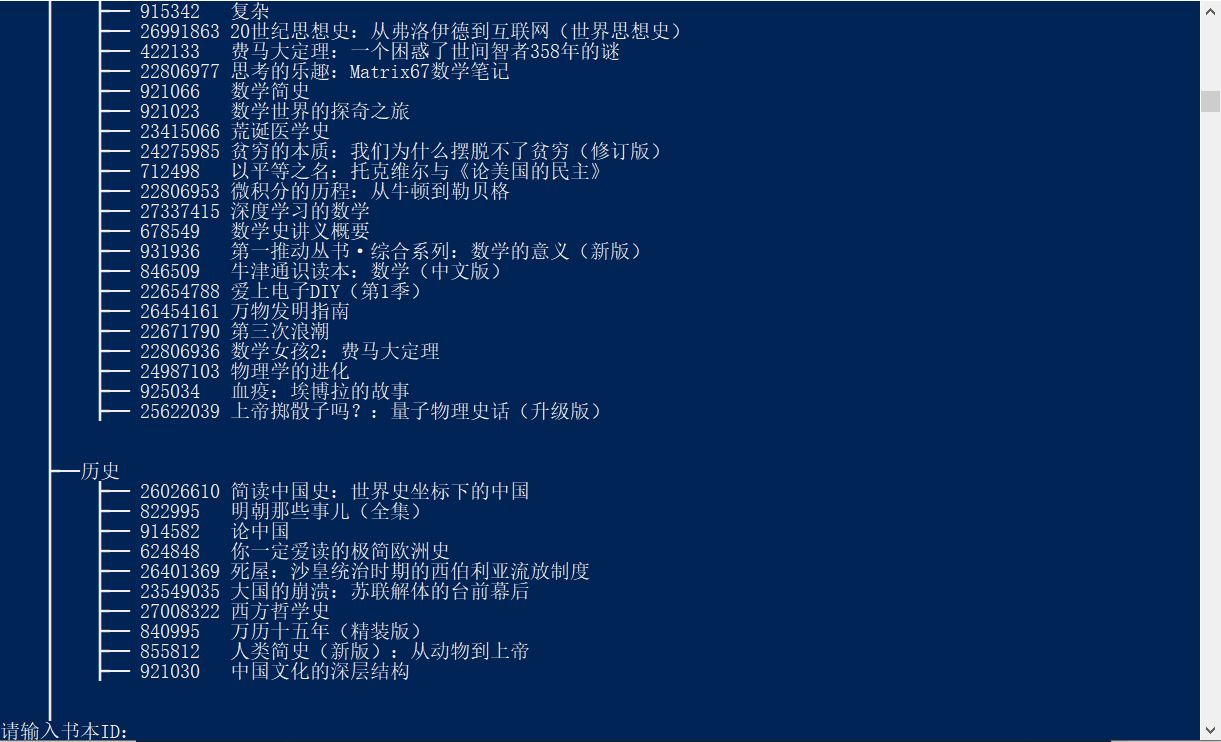 915342 复杂
26991863 20世纪思想史：从弗洛伊德到互联网（世界思想史）
422133 费马大定理：一个困惑了世间智者358年的谜
22806977 思考的乐趣：Matrix67数学笔记
921066 数学简史
921023 数学世界的探奇之旅
23415066 荒诞医学史
24275985 贫穷的本质：我们为什么摆脱不了贫穷（修订版）
712498 以平等之名：托克维尔与《论美国的民主》
22806953 微积分的历程：从牛顿到勒贝格
27337415 深度学习的数学
678549 数学史讲义概要
931936 第一推动丛书·综合系列：数学的意义（新版）
846509 牛津通识读本：数学（中文版）
22654788 爱上电子DIY（第1季）
26454161 万物发明指南
22671790 第三次浪潮
22806936 数学女孩2：费马大定理
24987103 物理学的进化
925034 血疫：埃博拉的故事
25622039 上帝掷骰子吗？：量子物理史话（升级版）
历史
26026610 简读中国史：世界史坐标下的中国
822995 明朝那些事儿（全集）
914582 论中国
624848 你一定爱读的极简欧洲史
26401369 死屋：沙皇统治时期的西伯利亚流放制度
23549035 大国的崩溃：苏联解体的台前幕后
27008322 西方哲学史
840995 万历十五年（精装版）
855812 人类简史（新版）：从动物到上帝
921030 中国文化的深层结构
请输入书本ID：